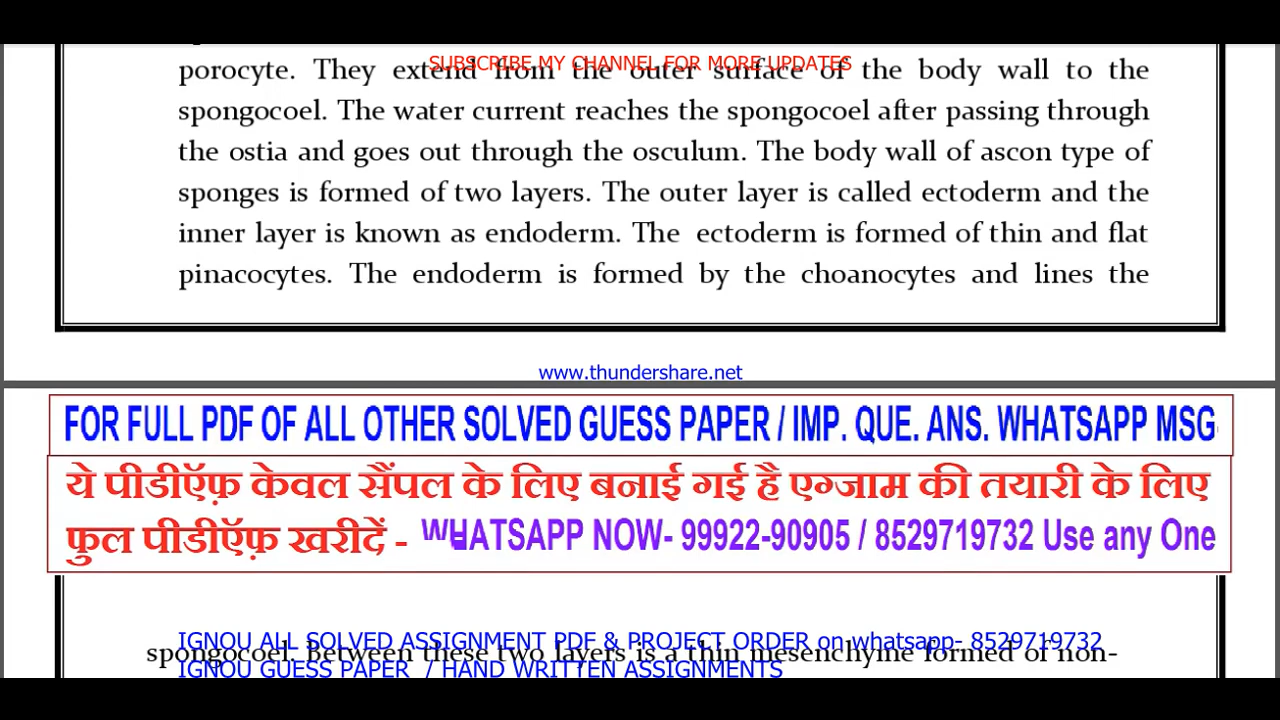 SUBSCRIBE MY CHANNEL FOR MORE UPDATES
porocyte. They extend from the outer surface of the body wall to the
spongocoel. The water current reaches the spongocoel after passing through
the ostia and goes out through the osculum. The body wall of ascon type of
sponges is formed of two layers. The outer layer is called ectoderm and the
inner layer is known as endoderm. The ectoderm is formed of thin and flat
pinacocytes. The endoderm is formed by the choanocytes and lines the
www.thundershare.net
FOR FULL PDF OF ALL OTHER SOLVED GUESS PAPER / IMP. QUE. ANS. WHATSAPP MSG
ये पीडीऍफ़ केवल सैंपल के लिए बनाई गई है एग्जाम की तयारी के लिए
फुल पीडीऍफ़ खरीदें - WHATSAPP NOW- 99922-90905 / 8529719732 Use any One
IGNOU ALL SOLVED ASSIGNMENT PDF & PROJECT ORDER on whatsapp- 8529719732
spongocoel. Between these two layers is a thin mesenchyme formed of non-
IGNOU GUESS PAPER / HAND WRITTEN ASSIGNMENTS